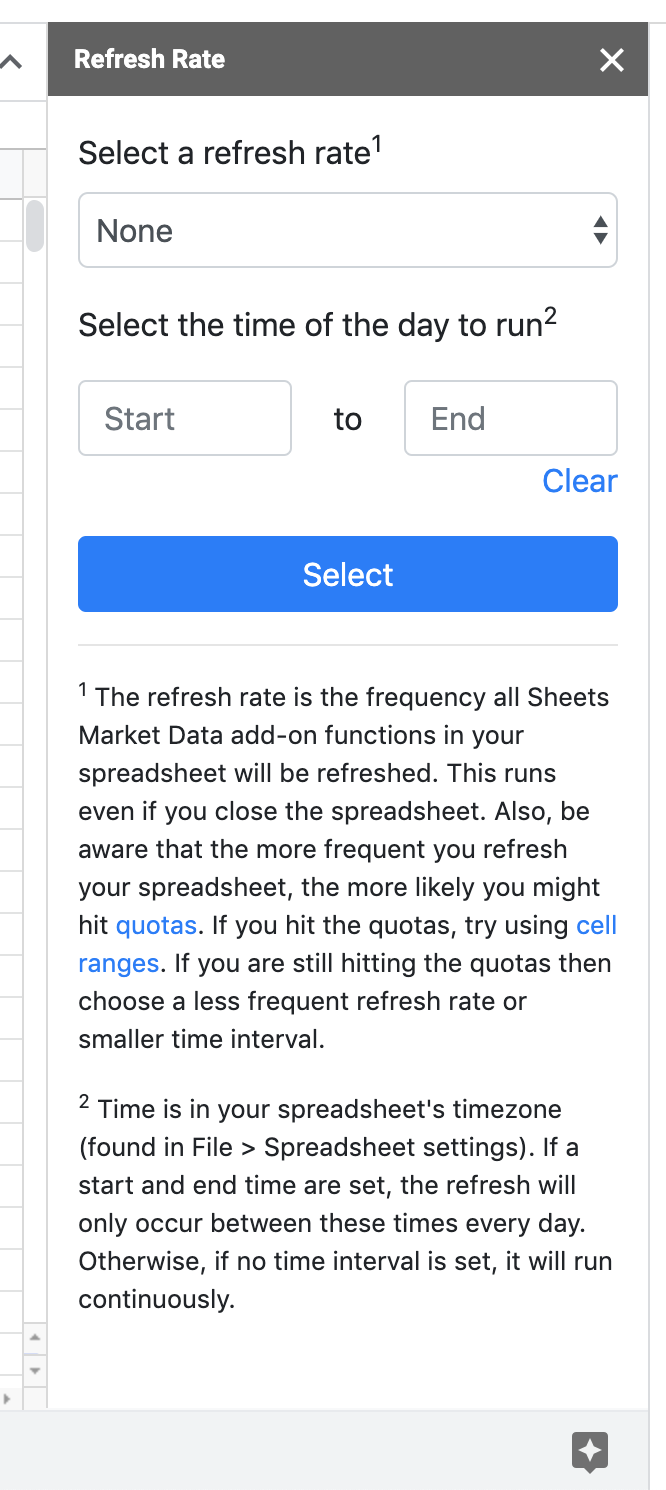 Refresh Rate
Select a refresh rate¹
None
Select the time of the day to run²
Start to End
Clear
Select
¹ The refresh rate is the frequency all Sheets
Market Data add-on functions in your
spreadsheet will be refreshed. This runs
even if you close the spreadsheet. Also, be
aware that the more frequent you refresh
your spreadsheet, the more likely you might
hit quotas. If you hit the quotas, try using cell
ranges. If you are still hitting the quotas then
choose a less frequent refresh rate or
smaller time interval.
² Time is in your spreadsheet's timezone
(found in File > Spreadsheet settings). If a
start and end time are set, the refresh will
only occur between these times every day.
Otherwise, if no time interval is set, it will run
continuously.